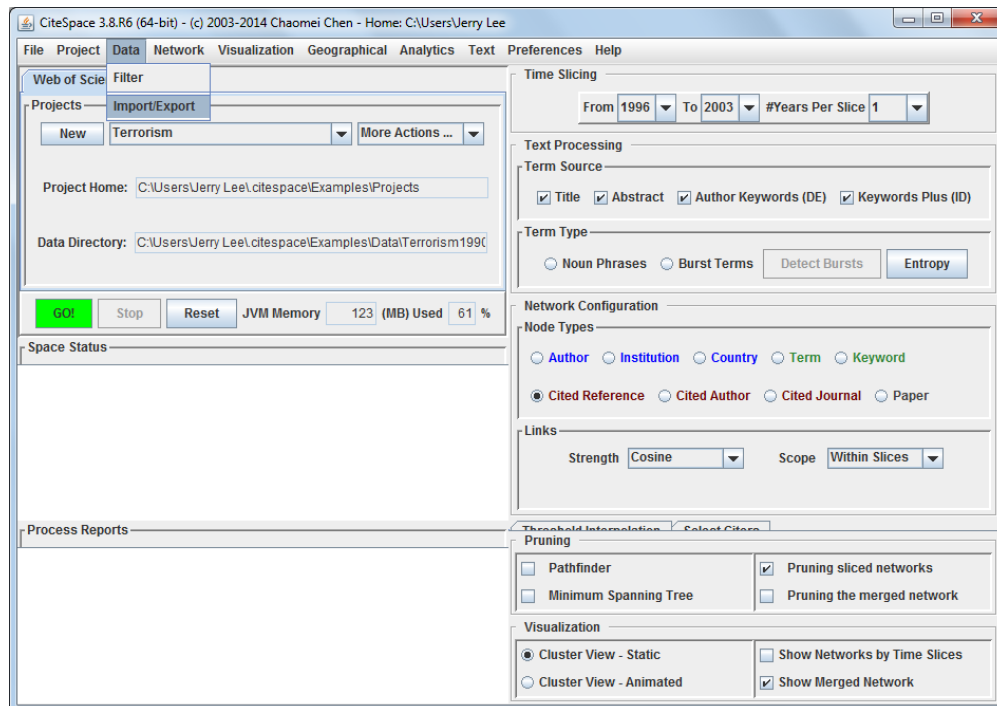 CiteSpace 3.8.R6 (64-bit) - (c) 2003-2014 Chaomei Chen - Home: C:\Users\Jerry Lee
File Project Data Network Visualization Geographical Analytics Text Preferences Help
Filter
Import/Export
Web of Scie
Projects
New Terrorism More Actions ...
Project Home: C:\Users\Jerry Lee\.citespace\Examples\Projects
Data Directory: C:\Users\Jerry Lee\.citespace\Examples\Data\Terrorism1990
GO! Stop Reset JVM Memory 123 (MB) Used 61 %
Space Status
Process Reports
Time Slicing
From 1996 To 2003 #Years Per Slice 1
Text Processing
Term Source
Title Abstract Author Keywords (DE) Keywords Plus (ID)
Term Type
Noun Phrases Burst Terms Detect Bursts Entropy
Network Configuration
Node Types
Author Institution Country Term Keyword
Cited Reference Cited Author Cited Journal Paper
Links
Strength Cosine Scope Within Slices
Threshold Interpolation Select Citers
Pruning
Pathfinder Pruning sliced networks
Minimum Spanning Tree Pruning the merged network
Visualization
Cluster View - Static Show Networks by Time Slices
Cluster View - Animated Show Merged Network